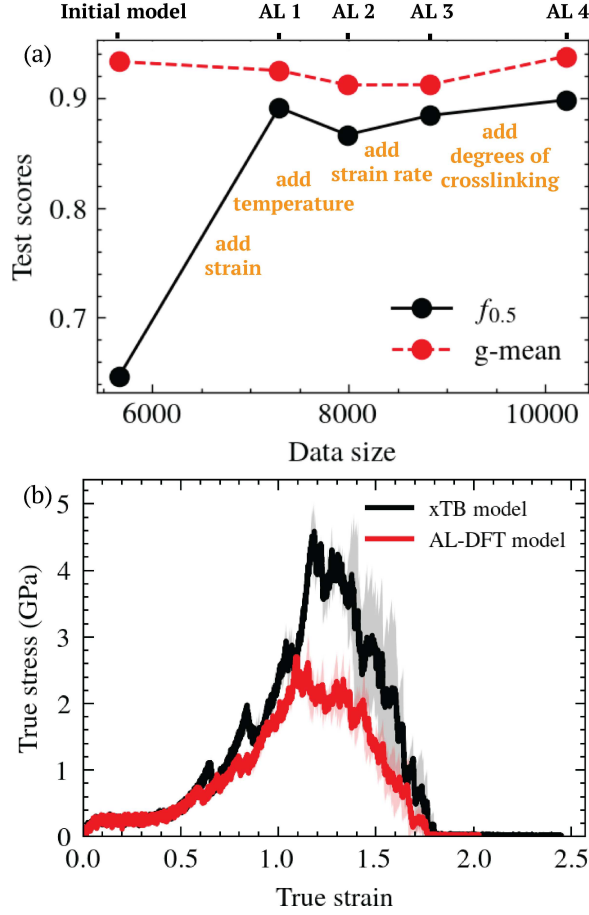 Initial model AL 1 AL 2 AL 3 AL 4
(a)
0.9
0.8
0.7
Test scores
add
strain
add
temperature
add
strain rate
add
degrees of
crosslinking
f0.5
g-mean
6000 8000 10000
Data size
(b)
5
4
3
2
1
0
True stress (GPa)
xTB model
AL-DFT model
0.0 0.5 1.0 1.5 2.0 2.5
True strain